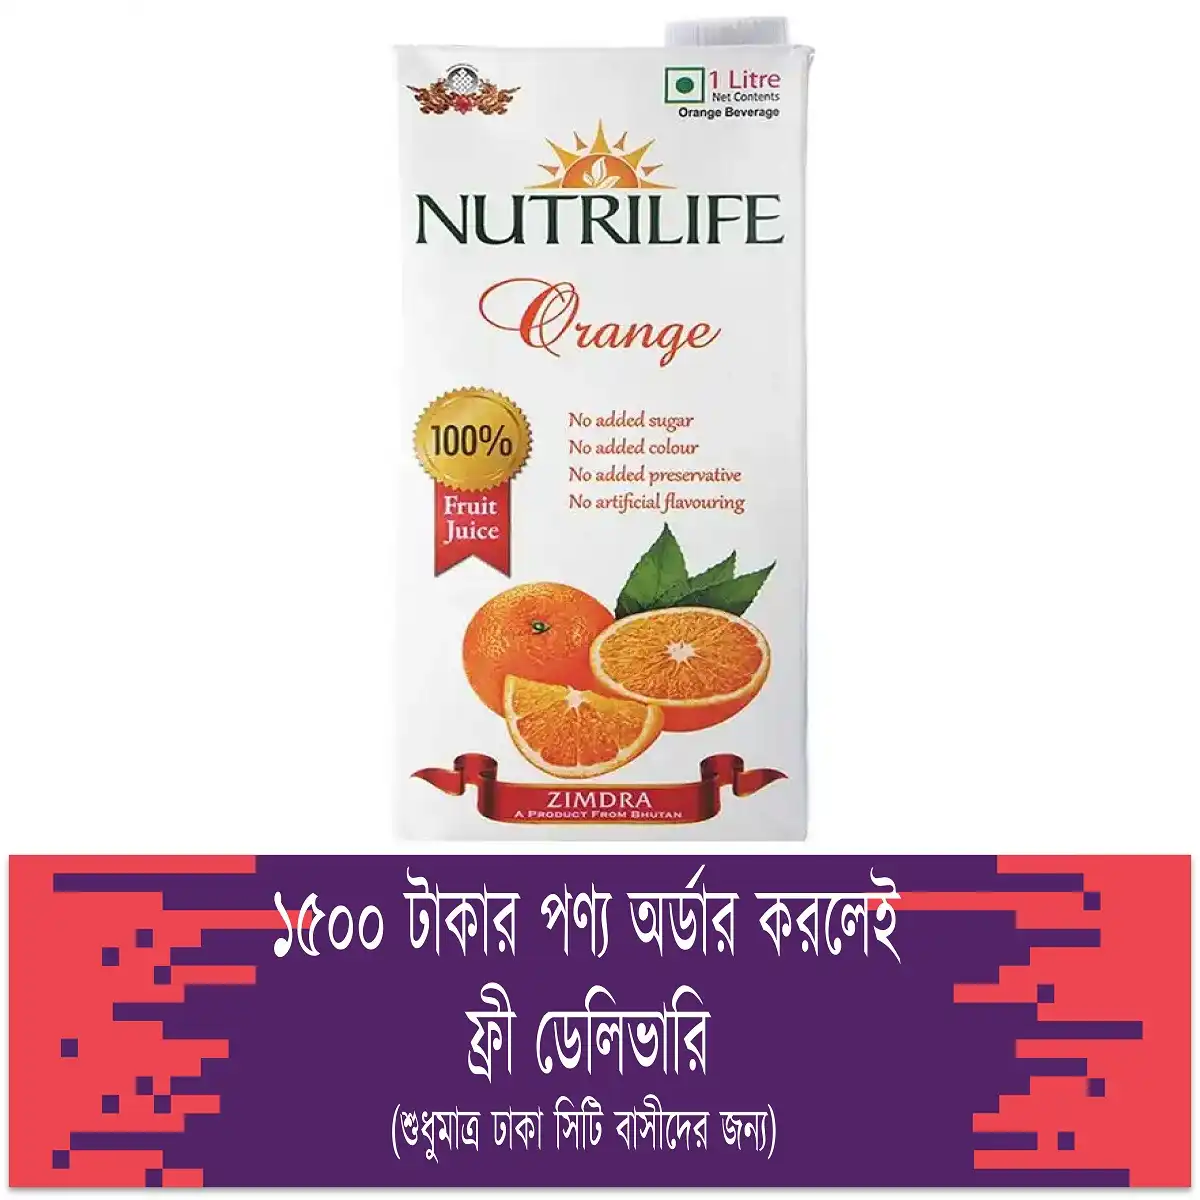 1 Litre
Net Contents
Orange Beverage
NUTRILIFE
Orange
100%
Fruit
Juice
No added sugar
No added colour
No added preservative
No artificial flavouring
ZIMDRA
A PRODUCT FROM BHUTAN
১৫০০ টাকার পণ্য অর্ডার করলেই
ফ্রী ডেলিভারি
(শুধুমাত্র ঢাকা সিটি বাসীদের জন্য)